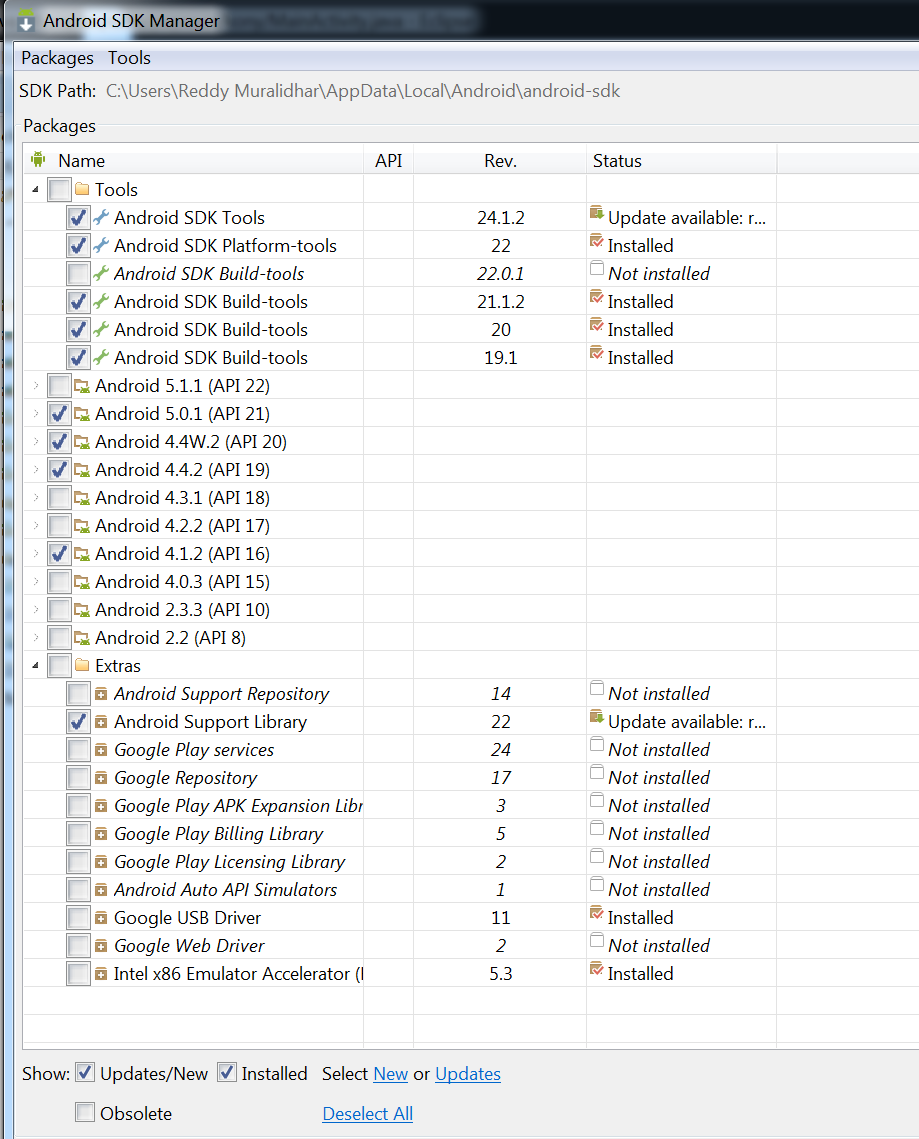 Android SDK Manager
Packages Tools
SDK Path: C:\Users\Reddy Muralidhar\AppData\Local\Android\android-sdk
Packages
Name API Rev. Status
Tools
Android SDK Tools 24.1.2 Update available: r...
Android SDK Platform-tools 22 Installed
Android SDK Build-tools 22.0.1 Not installed
Android SDK Build-tools 21.1.2 Installed
Android SDK Build-tools 20 Installed
Android SDK Build-tools 19.1 Installed
Android 5.1.1 (API 22)
Android 5.0.1 (API 21)
Android 4.4W.2 (API 20)
Android 4.4.2 (API 19)
Android 4.3.1 (API 18)
Android 4.2.2 (API 17)
Android 4.1.2 (API 16)
Android 4.0.3 (API 15)
Android 2.3.3 (API 10)
Android 2.2 (API 8)
Extras
Android Support Repository 14 Not installed
Android Support Library 22 Update available: r...
Google Play services 24 Not installed
Google Repository 17 Not installed
Google Play APK Expansion Libr 3 Not installed
Google Play Billing Library 5 Not installed
Google Play Licensing Library 2 Not installed
Android Auto API Simulators 1 Not installed
Google USB Driver 11 Installed
Google Web Driver 2 Not installed
Intel x86 Emulator Accelerator ( 5.3 Installed
Show: Updates/New Installed Select New or Updates
Obsolete Deselect All